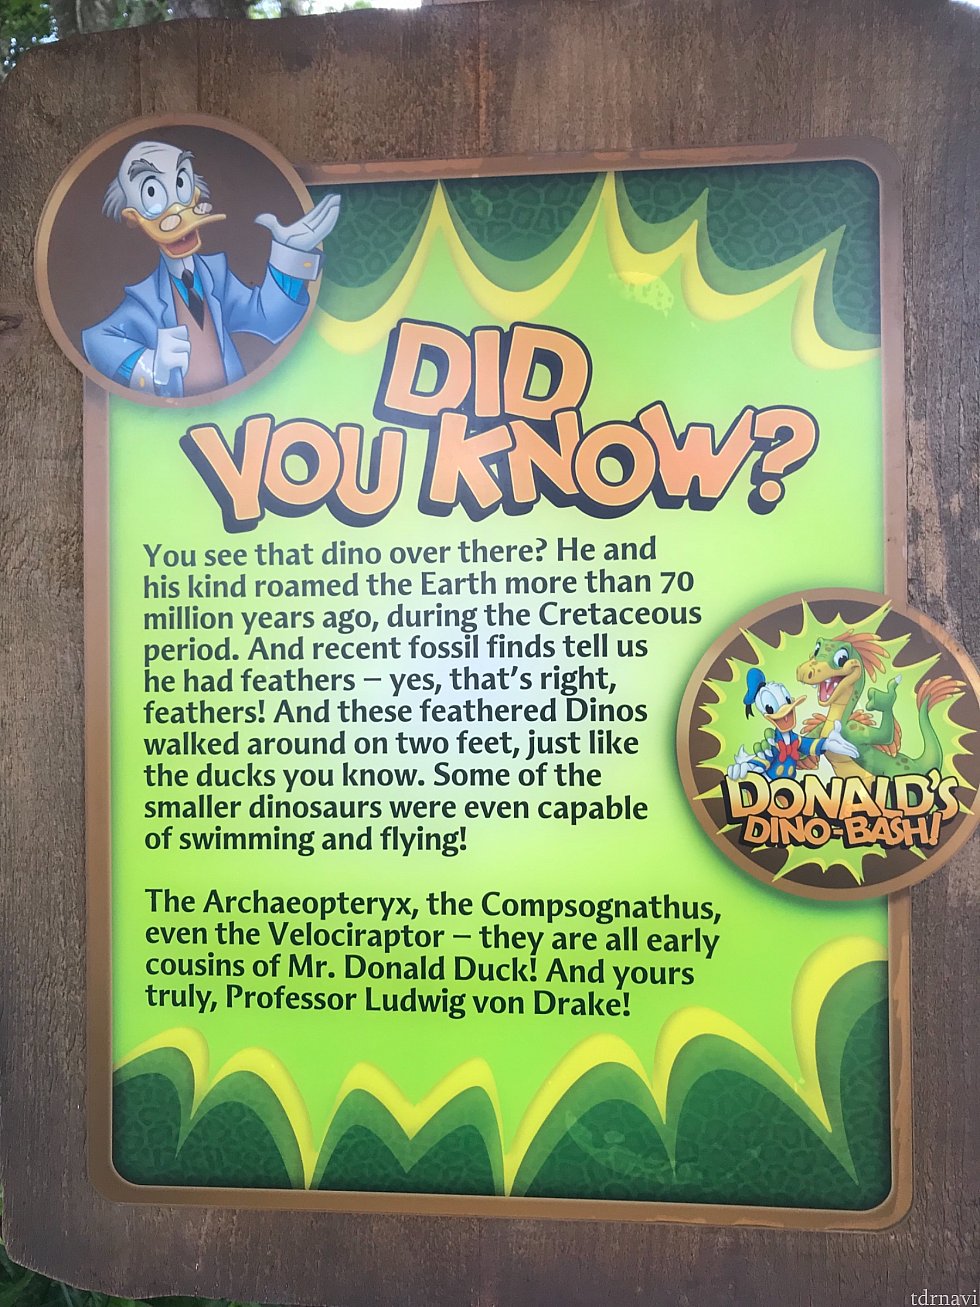 DID
YOU KNOW?
You see that dino over there? He and
his kind roamed the Earth more than 70
million years ago, during the Cretaceous
period. And recent fossil finds tell us
he had feathers – yes, that's right,
feathers! And these feathered Dinos
walked around on two feet, just like
the ducks you know. Some of the
smaller dinosaurs were even capable
of swimming and flying!
The Archaeopteryx, the Compsognathus,
even the Velociraptor – they are all early
cousins of Mr. Donald Duck! And yours
truly, Professor Ludwig von Drake!
DONALD'S
DINO-BASH!
tdrnavi